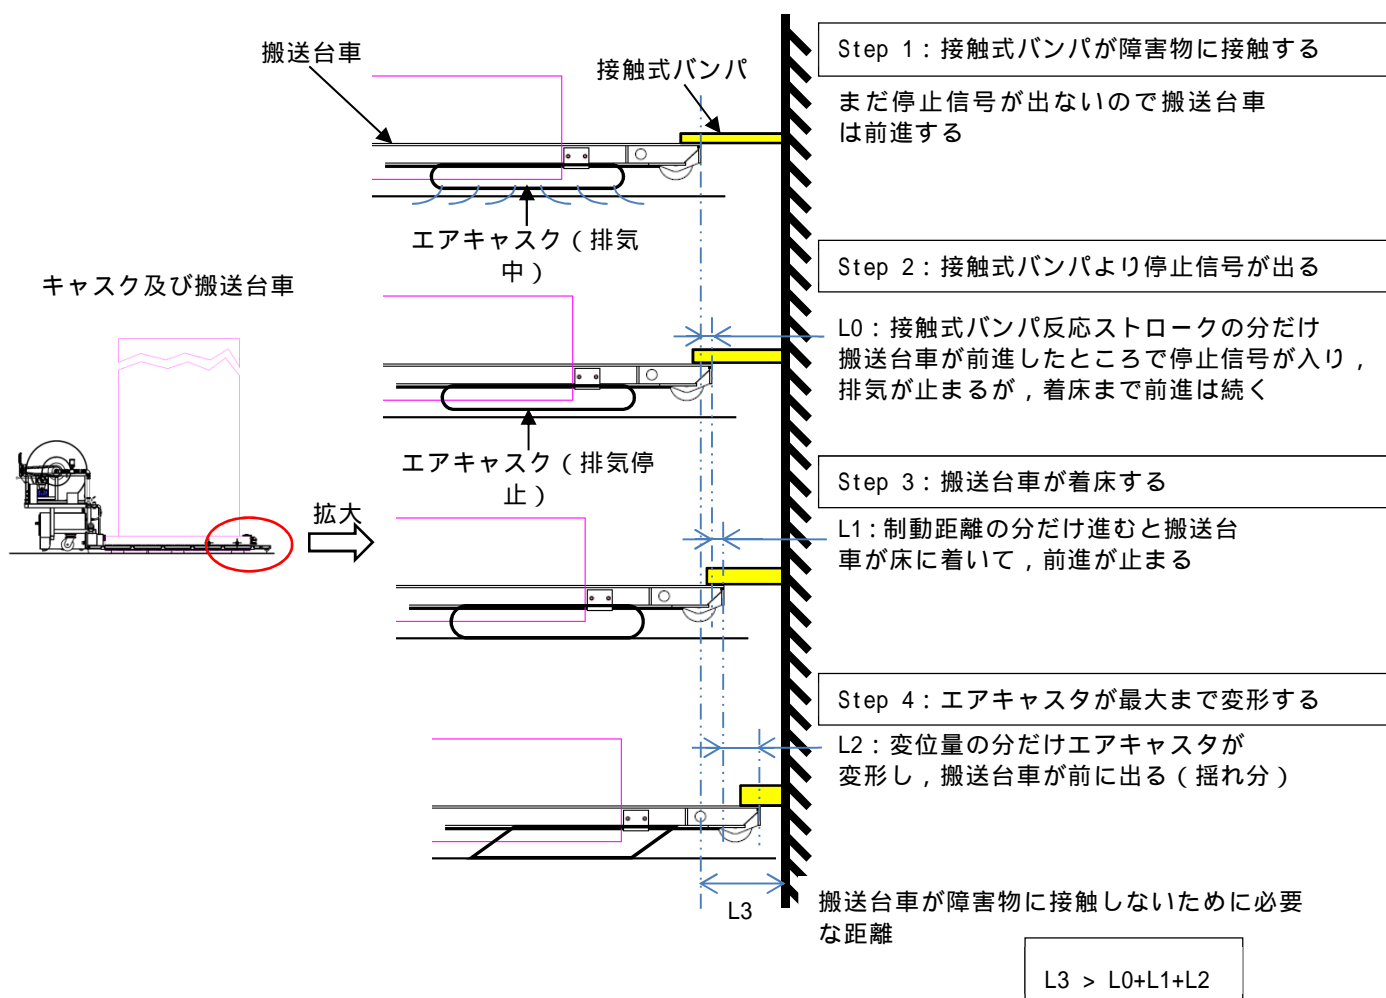 搬送台車
接触式バンパ
エアキャスク（排気
中）
キャスク及び搬送台車
エアキャスク（排気停
止）
拡大
Step 1：接触式バンパが障害物に接触する
まだ停止信号が出ないので搬送台車
は前進する
Step 2：接触式バンパより停止信号が出る
L0：接触式バンパ反応ストロークの分だけ
搬送台車が前進したところで停止信号が入り，
排気が止まるが，着床まで前進は続く
Step 3：搬送台車が着床する
L1：制動距離の分だけ進むと搬送台
車が床に着いて，前進が止まる
Step 4：エアキャスタが最大まで変形する
L2：変位量の分だけエアキャスタが
変形し，搬送台車が前に出る（揺れ分）
L3
搬送台車が障害物に接触しないために必要
な距離
L3 > L0+L1+L2